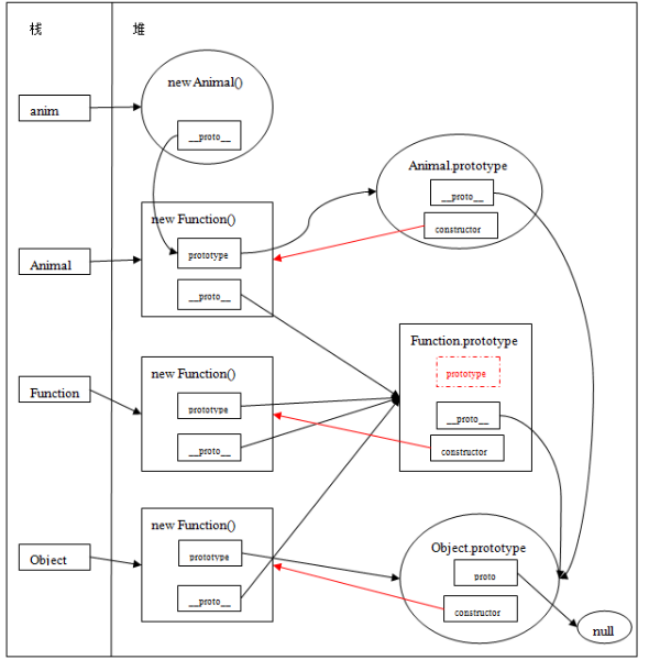 栈
堆
anim
new Animal()
__proto__
Animal.prototype
__proto__
constructor
Animal
new Function()
prototype
__proto__
Function.prototype
prototype
__proto__
constructor
Function
new Function()
prototype
__proto__
Object
new Function()
prototype
__proto__
Object.prototype
proto
constructor
null